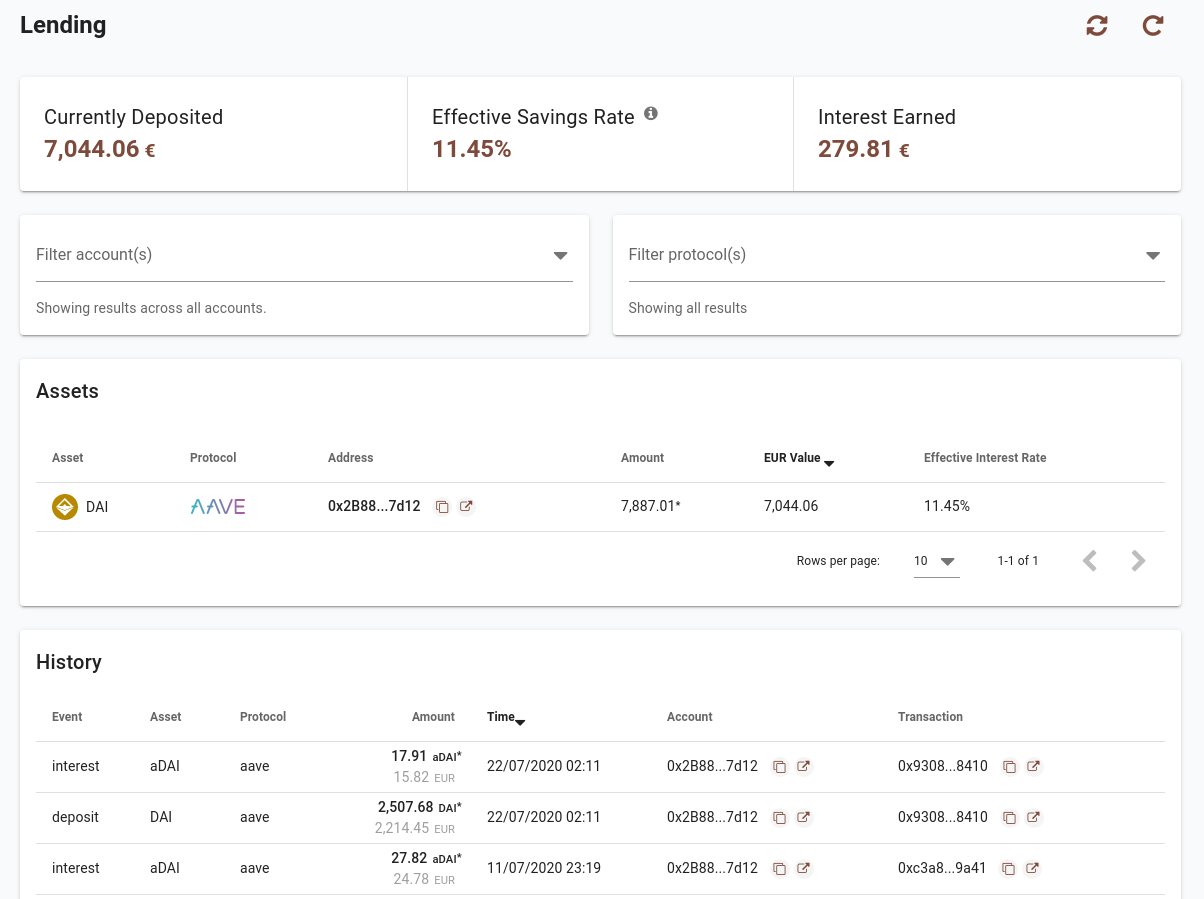 Lending
Currently Deposited
7,044.06 €
Effective Savings Rate
11.45%
Interest Earned
279.81 €
Filter account(s)
Showing results across all accounts.
Filter protocol(s)
Showing all results
Assets
Asset Protocol Address Amount EUR Value Effective Interest Rate
DAI AAVE 0x2B88...7d12 7,887.01* 7,044.06 11.45%
Rows per page: 10 1-1 of 1
History
Event Asset Protocol Amount Time Account Transaction
interest aDAI aave 17.91 aDAI* 22/07/2020 02:11 0x2B88...7d12 0x9308...8410
15.82 EUR
deposit DAI aave 2,507.68 DAI* 22/07/2020 02:11 0x2B88...7d12 0x9308...8410
2,214.45 EUR
interest aDAI aave 27.82 aDAI* 11/07/2020 23:19 0x2B88...7d12 0xc3a8...9a41
24.78 EUR